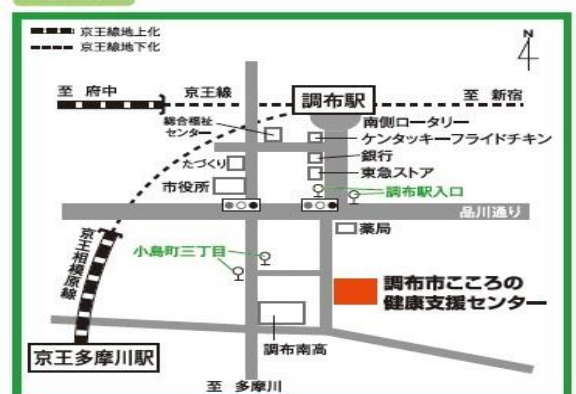 京王線地上化
京王線地下化
N
至 府中
京王線
調布駅
至 新宿
総合福祉
センター
南側ロータリー
ケンタッキーフライドチキン
銀行
東急ストア
たづくり
市役所
調布駅入口
品川通り
薬局
小島町三丁目
京王相模原線
調布市こころの
健康支援センター
調布南高
京王多摩川駅
至 多摩川